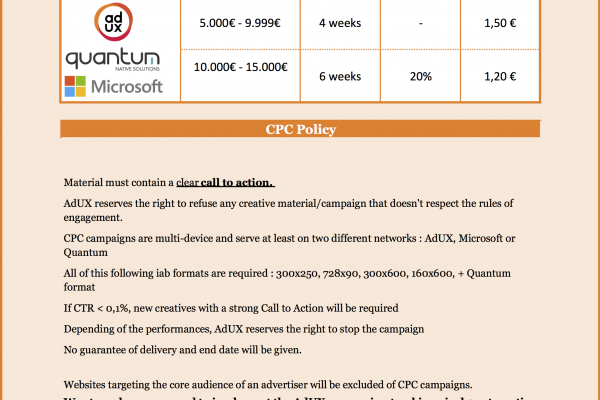 ad
ux
5.000€ - 9.999€ 4 weeks - 1,50 €
quantum
NATIVE SOLUTIONS
10.000€ - 15.000€ 6 weeks 20% 1,20 €
Microsoft
CPC Policy
Material must contain a clear call to action.
AdUX reserves the right to refuse any creative material/campaign that doesn't respect the rules of
engagement.
CPC campaigns are multi-device and serve at least on two different networks : AdUX, Microsoft or
Quantum
All of this following iab formats are required : 300x250, 728x90, 300x600, 160x600, + Quantum
format
If CTR < 0,1%, new creatives with a strong Call to Action will be required
Depending of the performances, AdUX reserves the right to stop the campaign
No guarantee of delivery and end date will be given.
Websites targeting the core audience of an advertiser will be excluded of CPC campaigns.